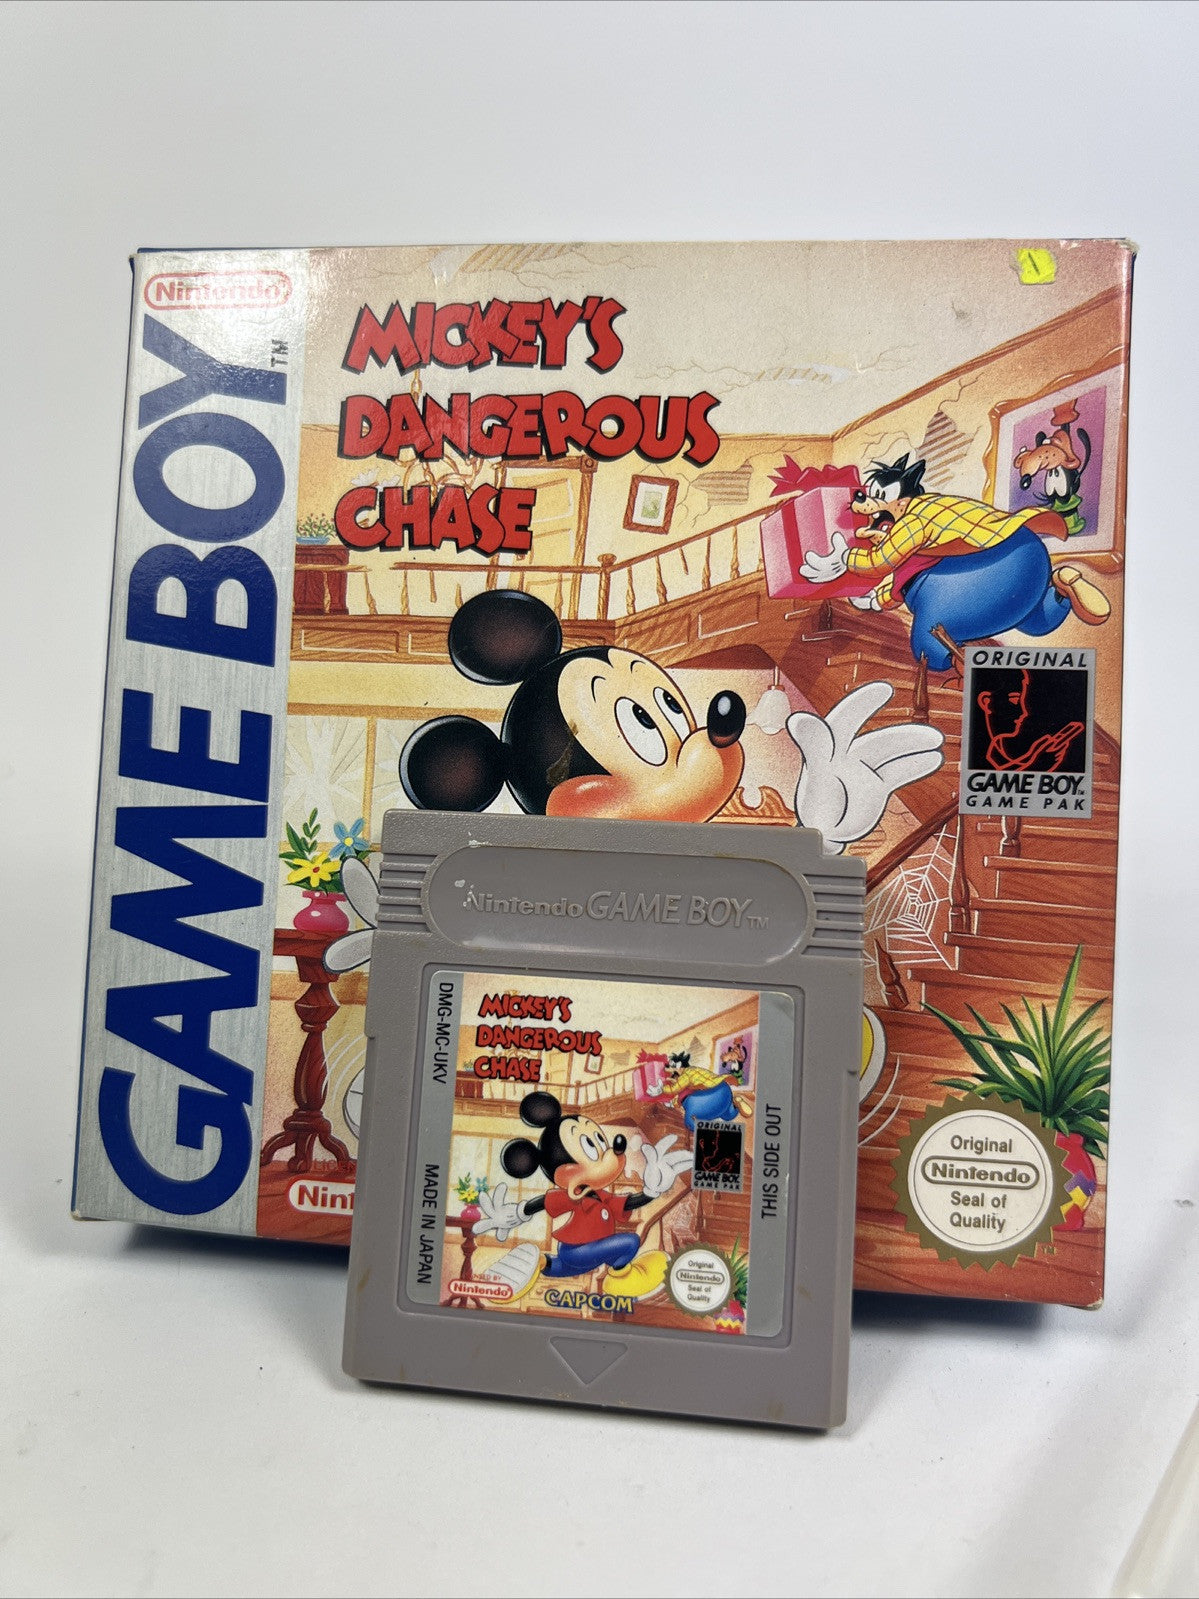 Nintendo
GAME BOY
TM
MICKEY'S
DANGEROUS
CHASE
1
ORIGINAL
GAME BOY
GAME PAK
Original
Nintendo
Seal of
Quality
TM
Nintendo GAME BOY TM
DMG-MC-UKV
MADE IN JAPAN
MICKEY'S
DANGEROUS
CHASE
ORIGINAL
GAME BOY
GAME PAK
THIS SIDE OUT
Original
Nintendo
Seal of
Quality
Nintendo
CAPCOM